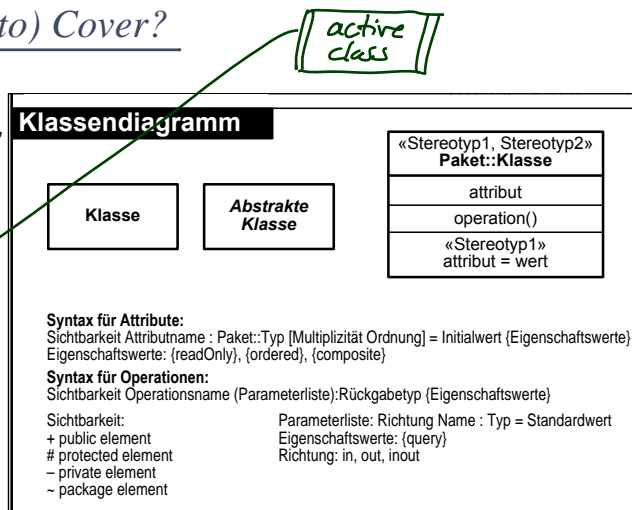 to) Cover?
active
class
Klassendiagramm
«Stereotyp1, Stereotyp2»
Paket::Klasse
attribut
operation()
«Stereotyp1»
attribut = wert
Klasse
Abstrakte
Klasse
Syntax für Attribute:
Sichtbarkeit Attributname : Paket::Typ [Multiplizität Ordnung] = Initialwert {Eigenschaftswerte}
Eigenschaftswerte: {readOnly}, {ordered}, {composite}
Syntax für Operationen:
Sichtbarkeit Operationsname (Parameterliste):Rückgabetyp {Eigenschaftswerte}
Sichtbarkeit:
+ public element
# protected element
– private element
~ package element
Parameterliste: Richtung Name : Typ = Standardwert
Eigenschaftswerte: {query}
Richtung: in, out, inout